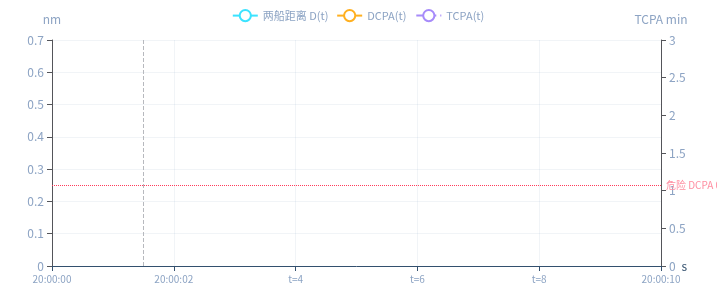 nm
两船距离 D(t) DCPA(t) TCPA(t)
TCPA min
0.7 3
0.6 2.5
0.5 2
0.4 1.5
0.3 1
0.2 0.5
0.1 0 s
0
危险 DCPA
20:00:00 20:00:02 t=4 t=6 t=8 20:00:10